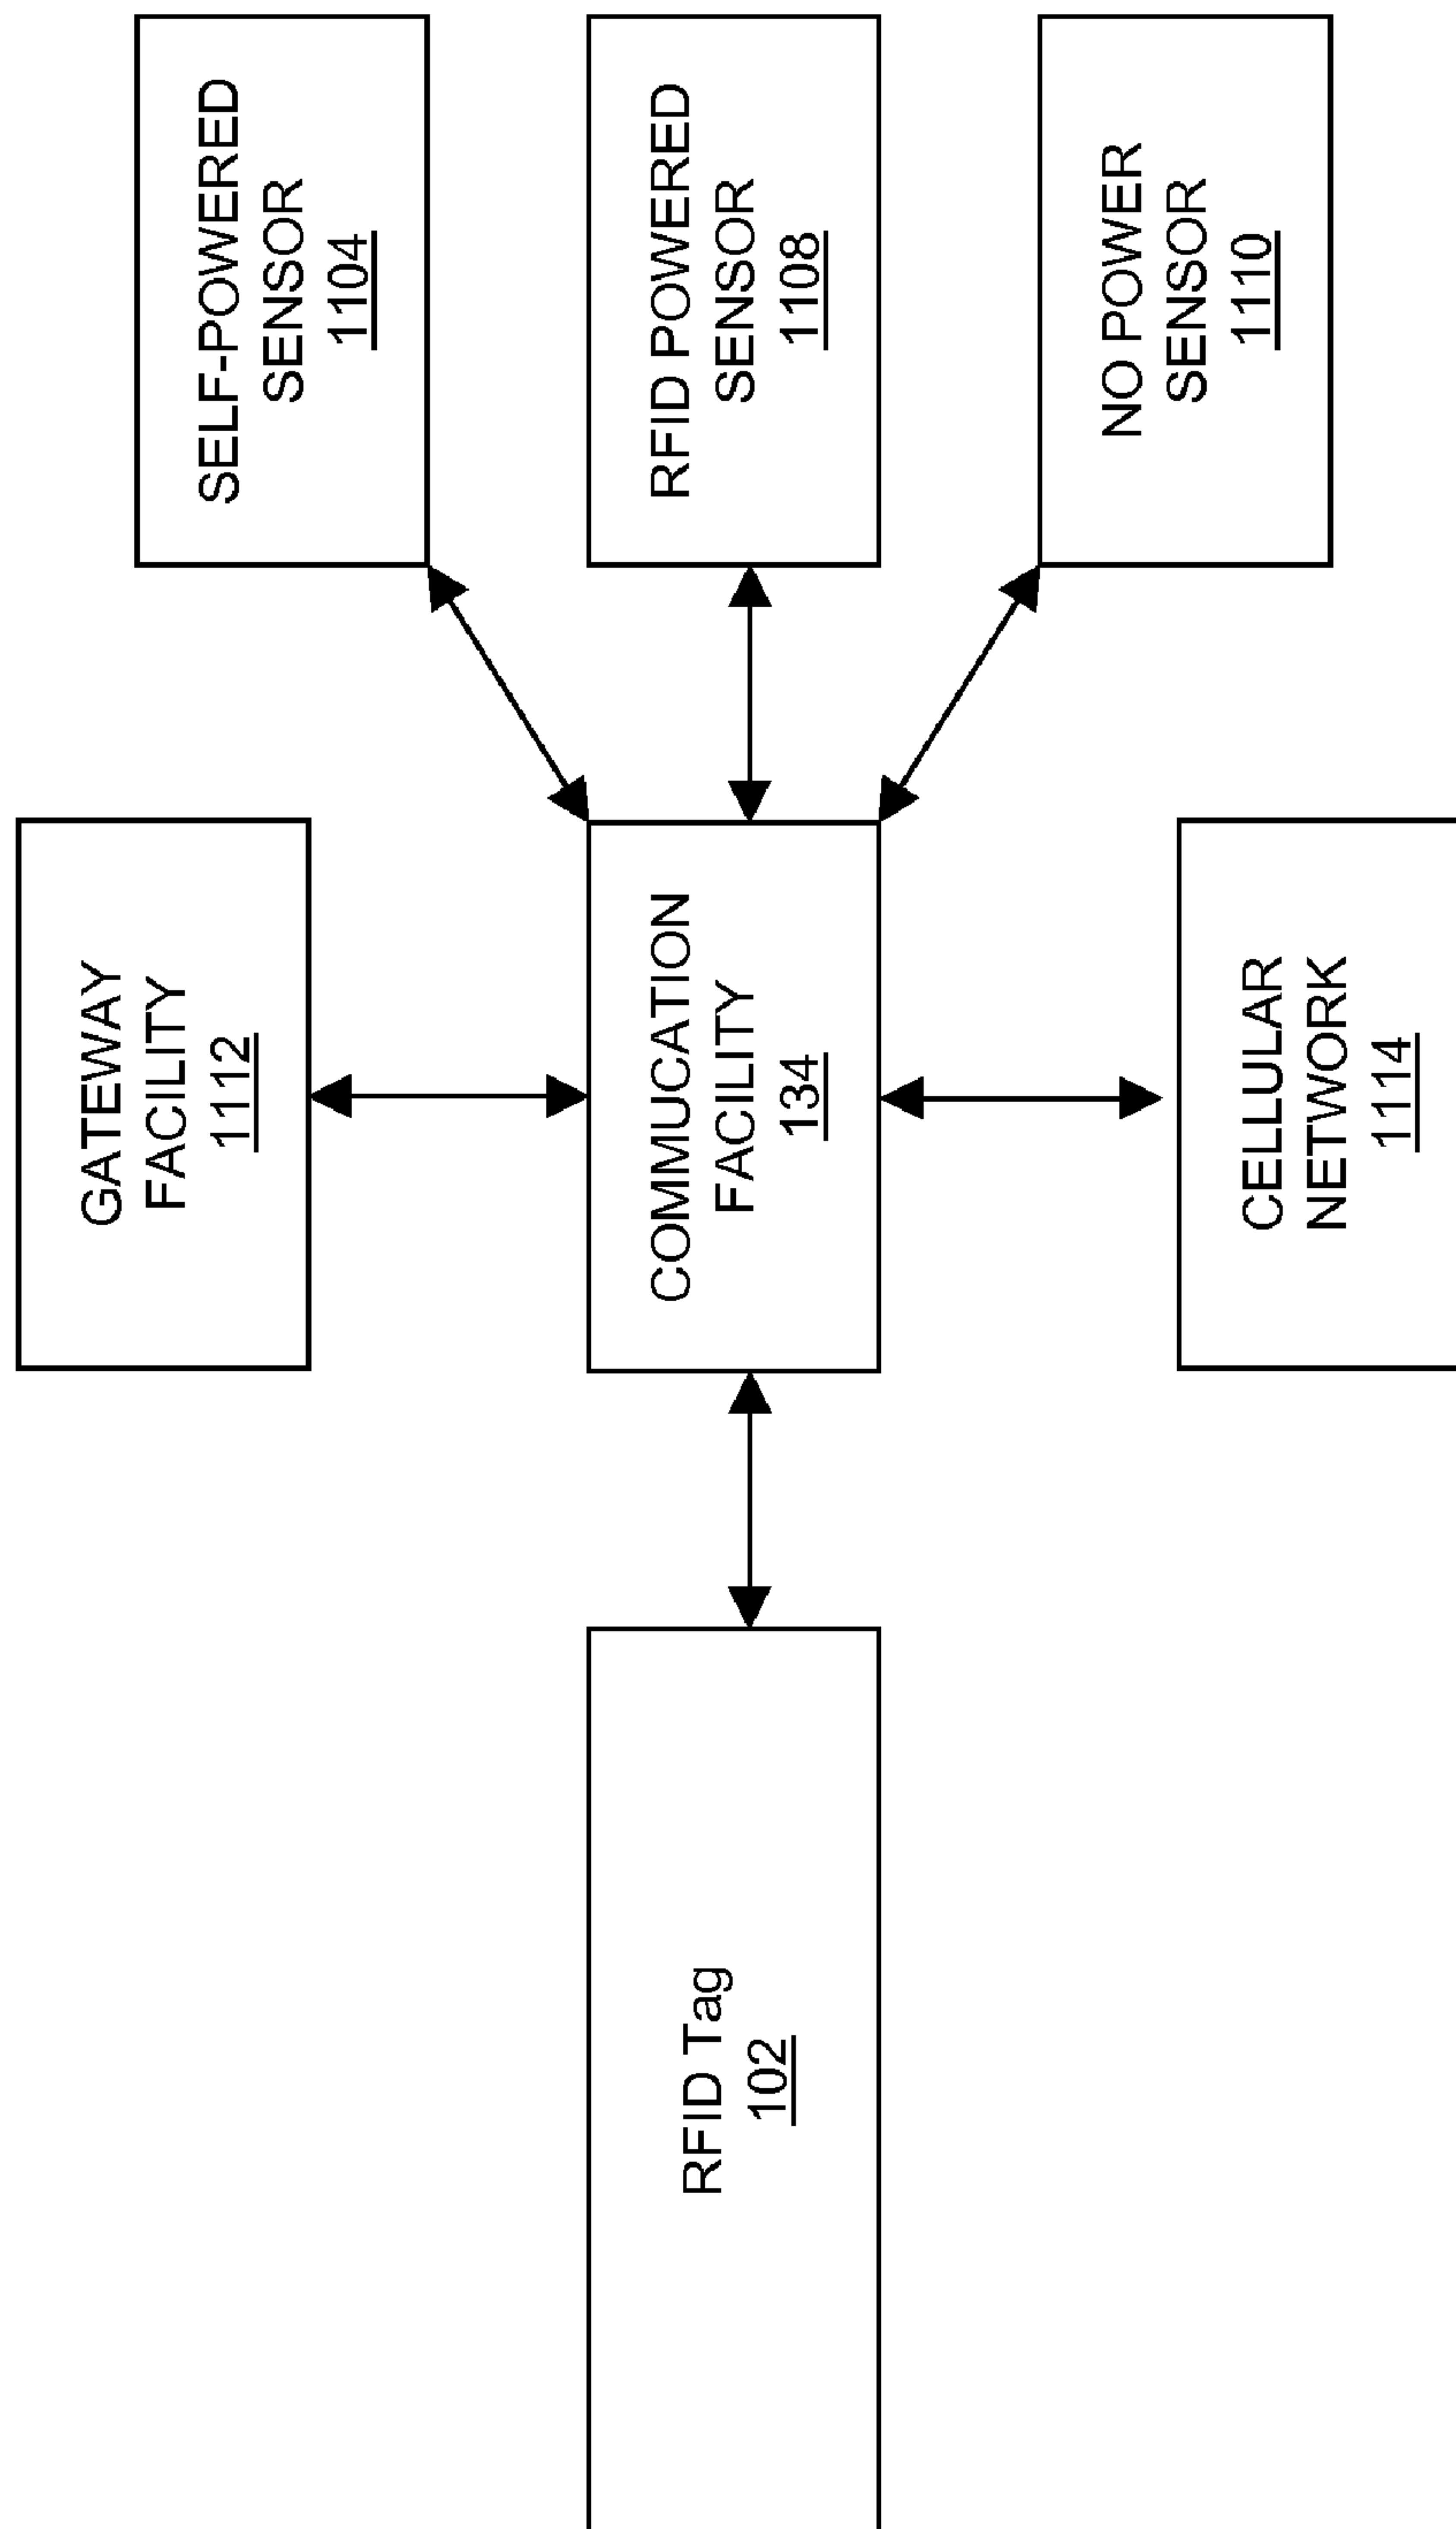 SELF-POWERED
SENSOR
1104
RFID POWERED
SENSOR
1108
NO POWER
SENSOR
1110
GATEWAY
FACILITY
1112
COMMUCATION
FACILITY
134
CELLULAR
NETWORK
1114
RFID Tag
102